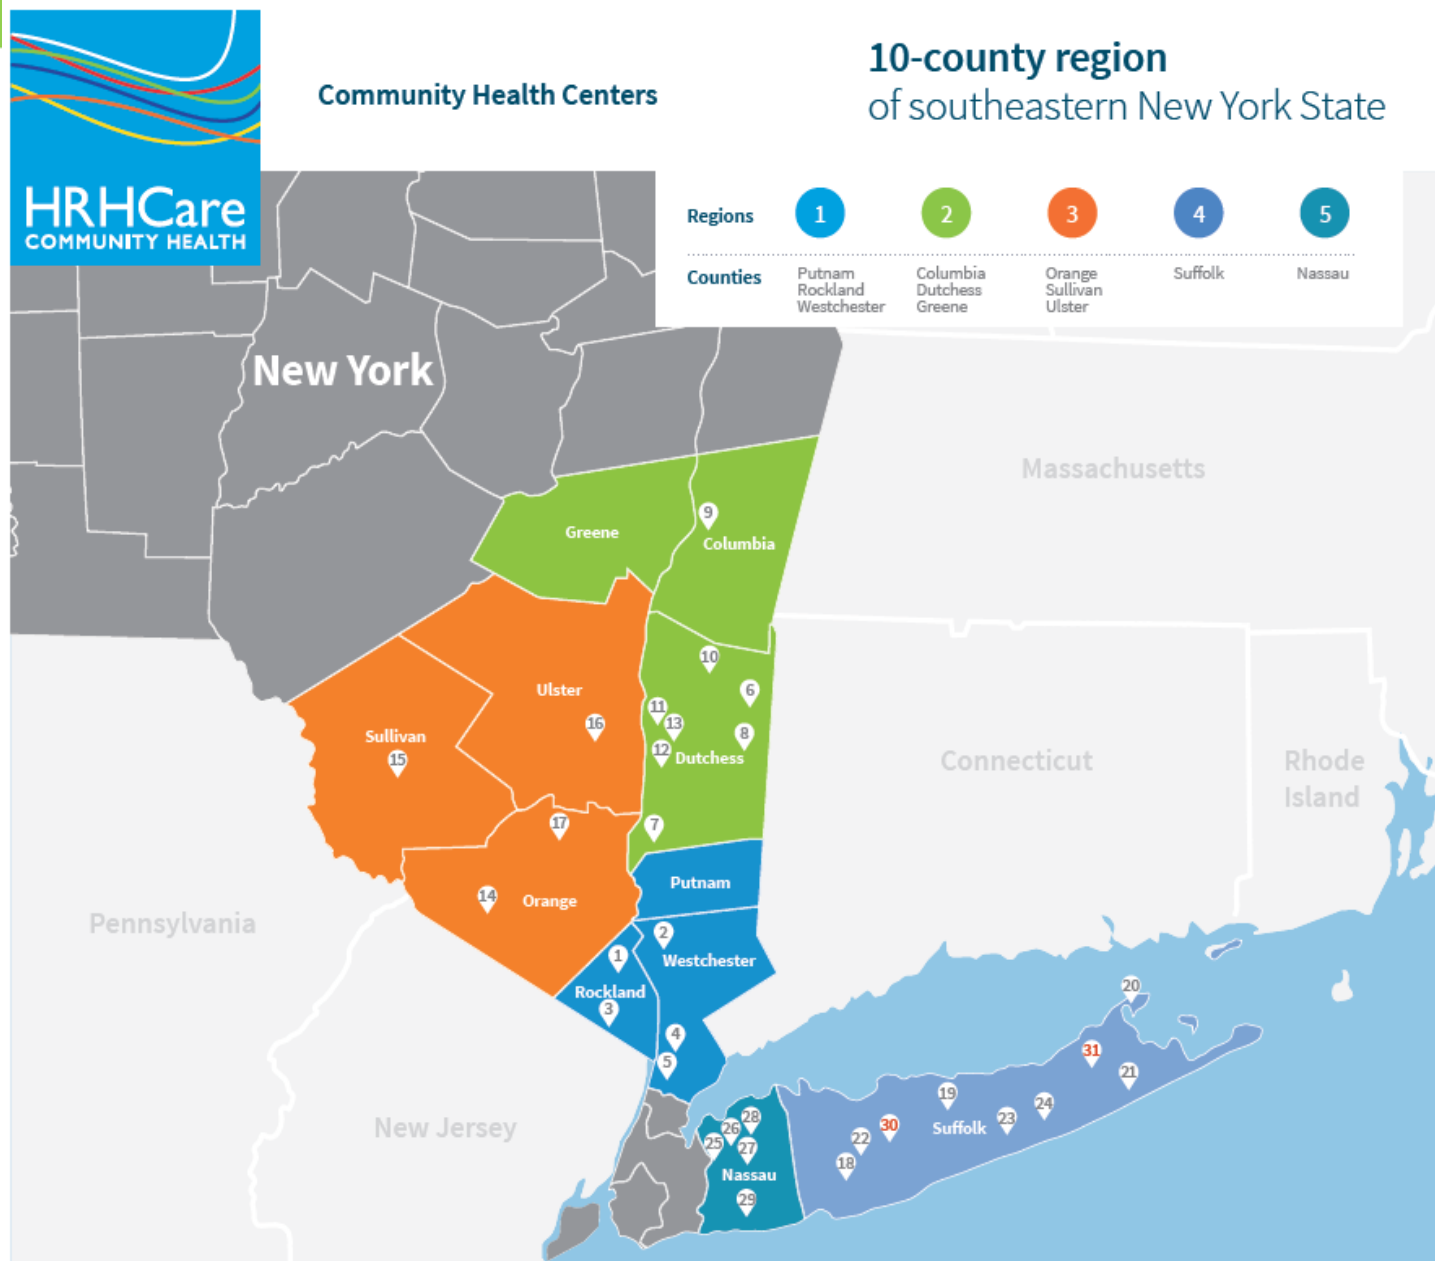 HRHCare
COMMUNITY HEALTH
Community Health Centers
10-county region
of southeastern New York State
Regions
1
2
3
4
5
Counties
Putnam
Rockland
Westchester
Columbia
Dutchess
Greene
Orange
Sullivan
Ulster
Suffolk
Nassau
New York
Massachusetts
Greene
9
Columbia
10
Ulster
6
11
16
13
Sullivan
8
12
15
Dutchess
Connecticut
Rhode
Island
17
7
Putnam
14
Orange
Pennsylvania
2
1
Westchester
Rockland
3
20
4
31
5
21
19
24
28
23
New Jersey
26
30
Suffolk
25
22
27
18
Nassau
29